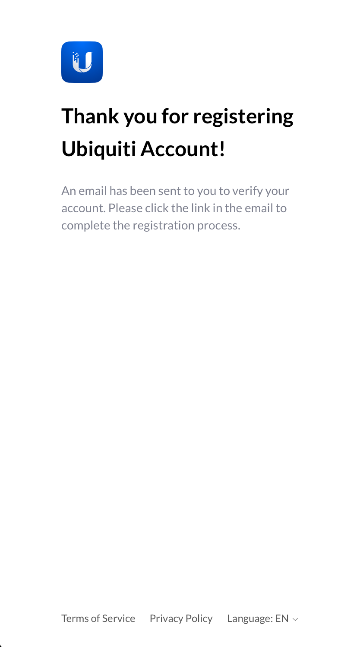 Thank you for registering
Ubiquiti Account!
An email has been sent to you to verify your
account. Please click the link in the email to
complete the registration process.
Terms of Service Privacy Policy Language: EN